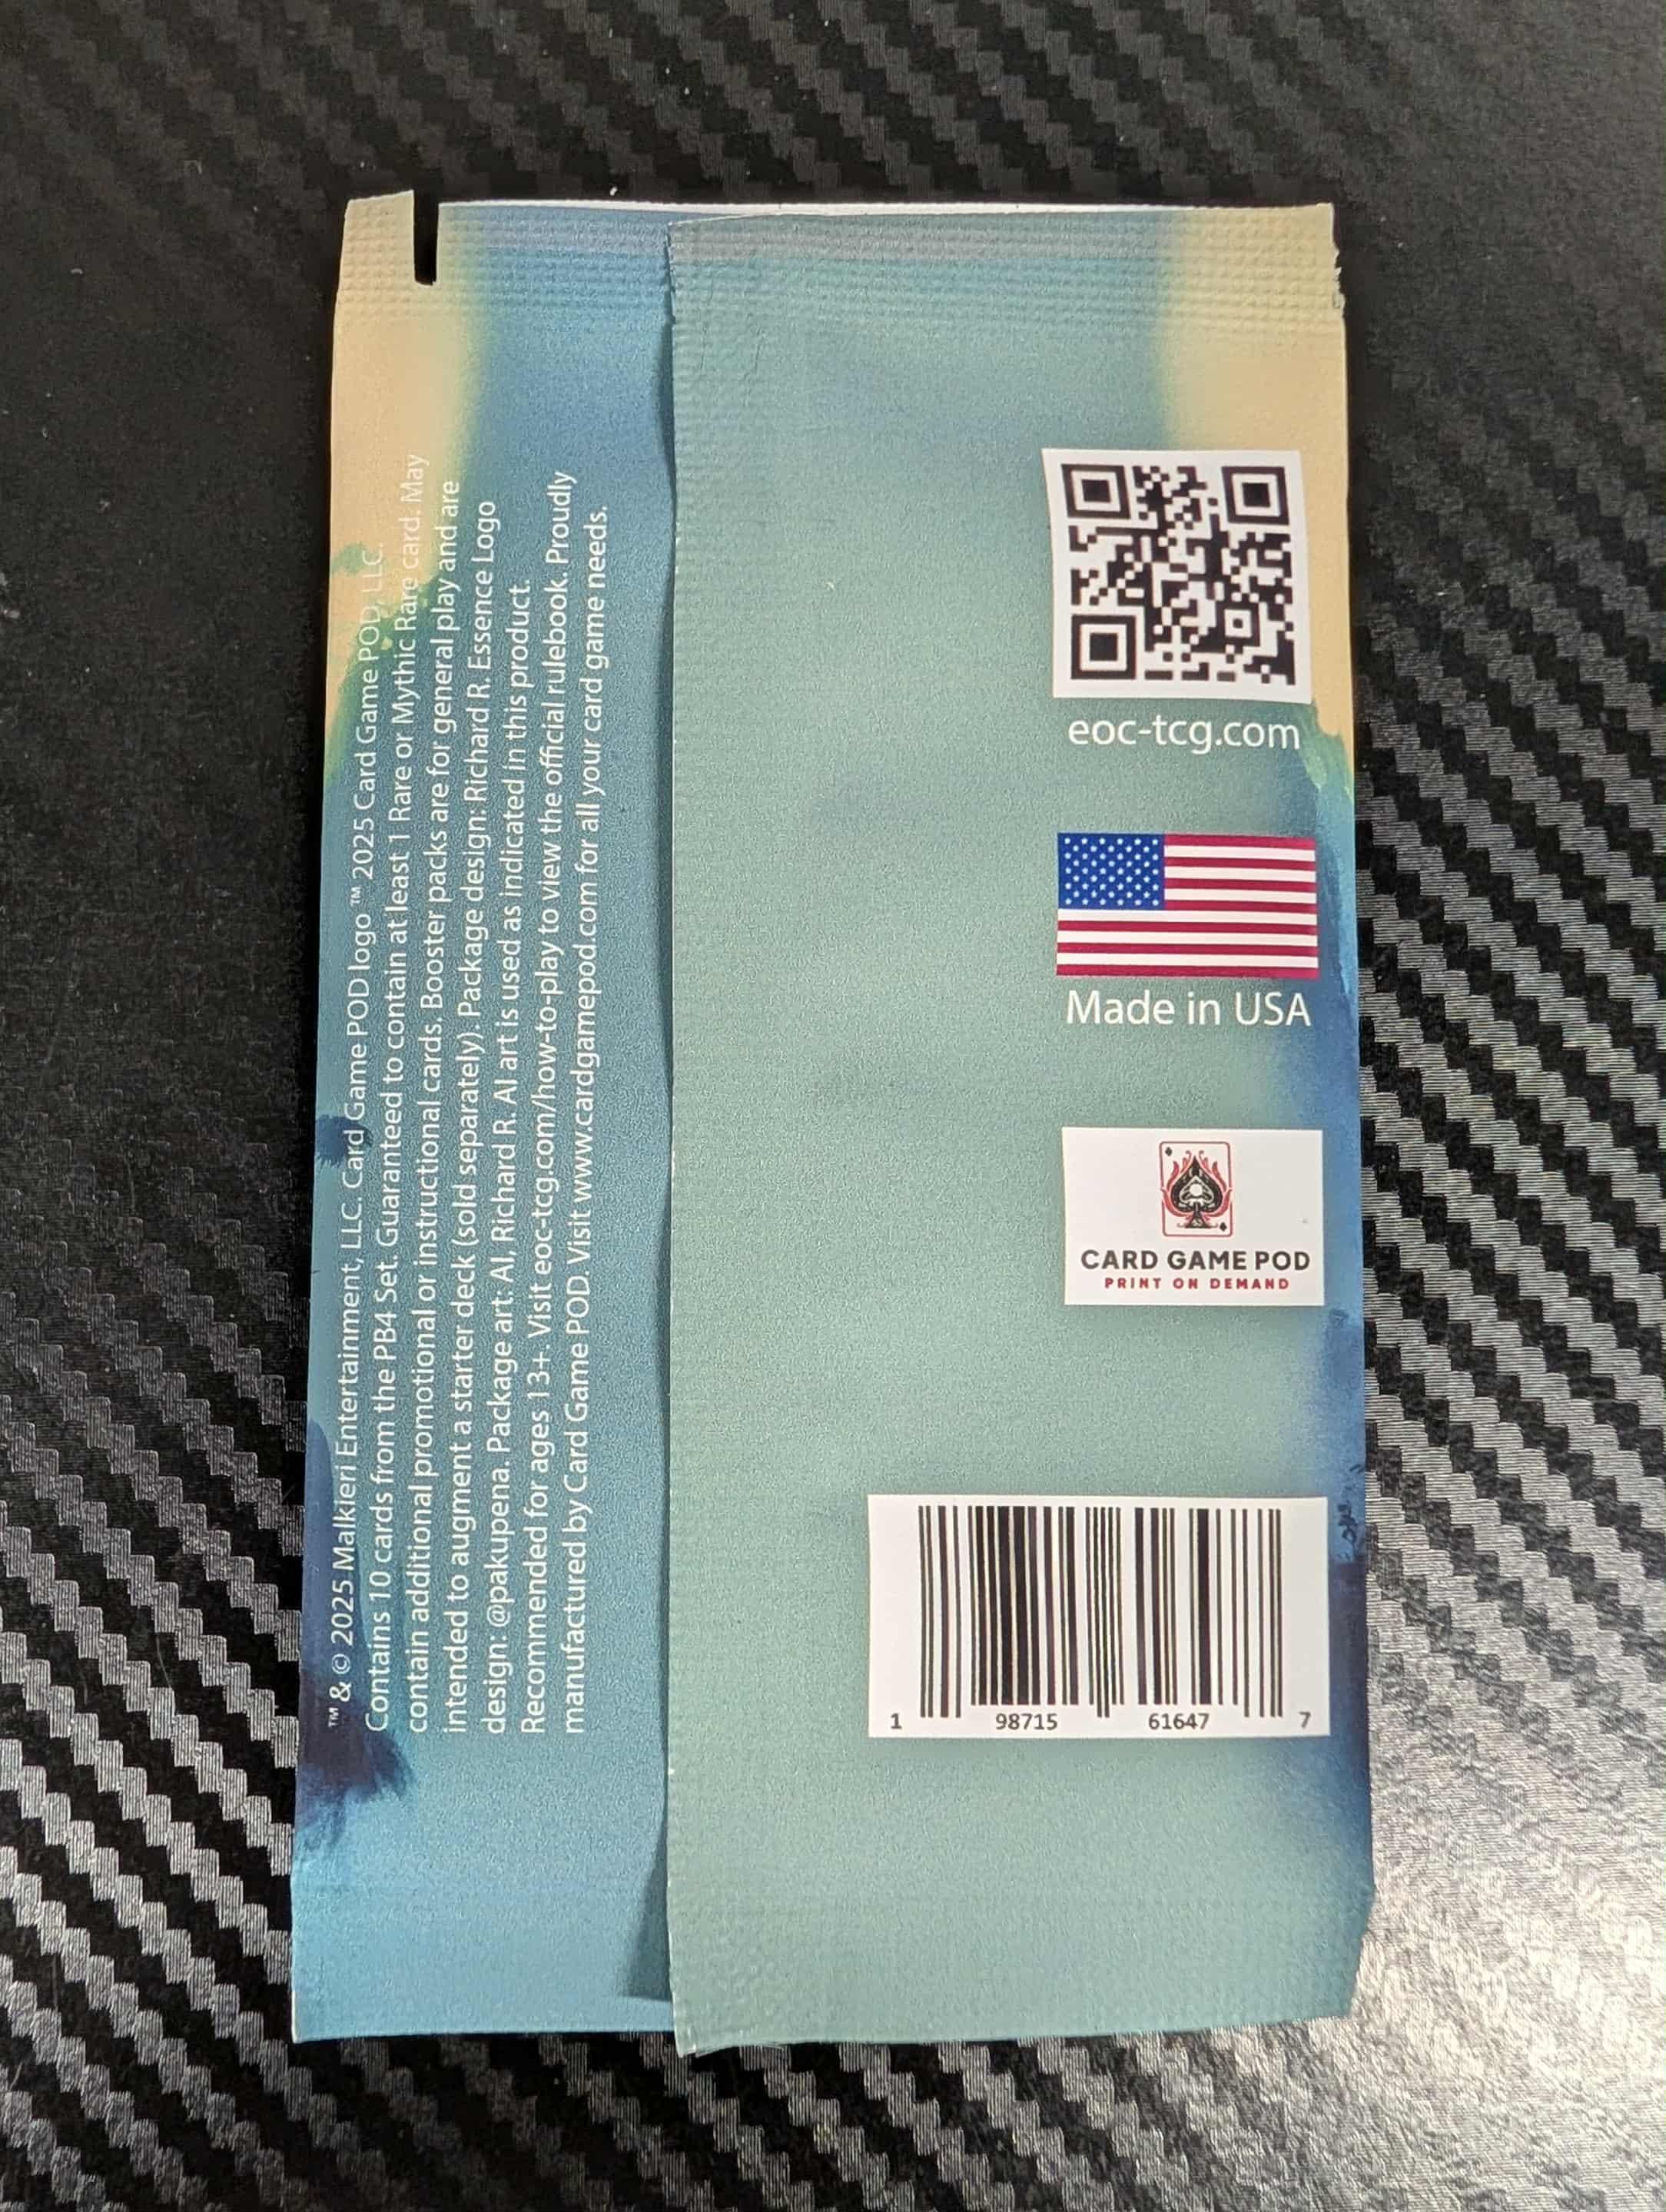 ™ & © 2025 Malkieri Entertainment, LLC. Card Game POD logo ™ 2025 Card Game POD, LLC.
Contains 10 cards from the PB4 Set. Guaranteed to contain at least 1 Rare or Mythic Rare card. May
contain additional promotional or instructional cards. Booster packs are for general play and are
intended to augment a starter deck (sold separately). Package design: Richard R. Essence Logo
design: @pakupena. Package art: AI, Richard R. AI art is used as indicated in this product.
Recommended for ages 13+. Visit eoc-tcg.com/how-to-play to view the official rulebook. Proudly
manufactured by Card Game POD. Visit www.cardgamepod.com for all your card game needs.
eoc-tcg.com
Made in USA
CARD GAME POD
PRINT ON DEMAND
1 98715 61647 7